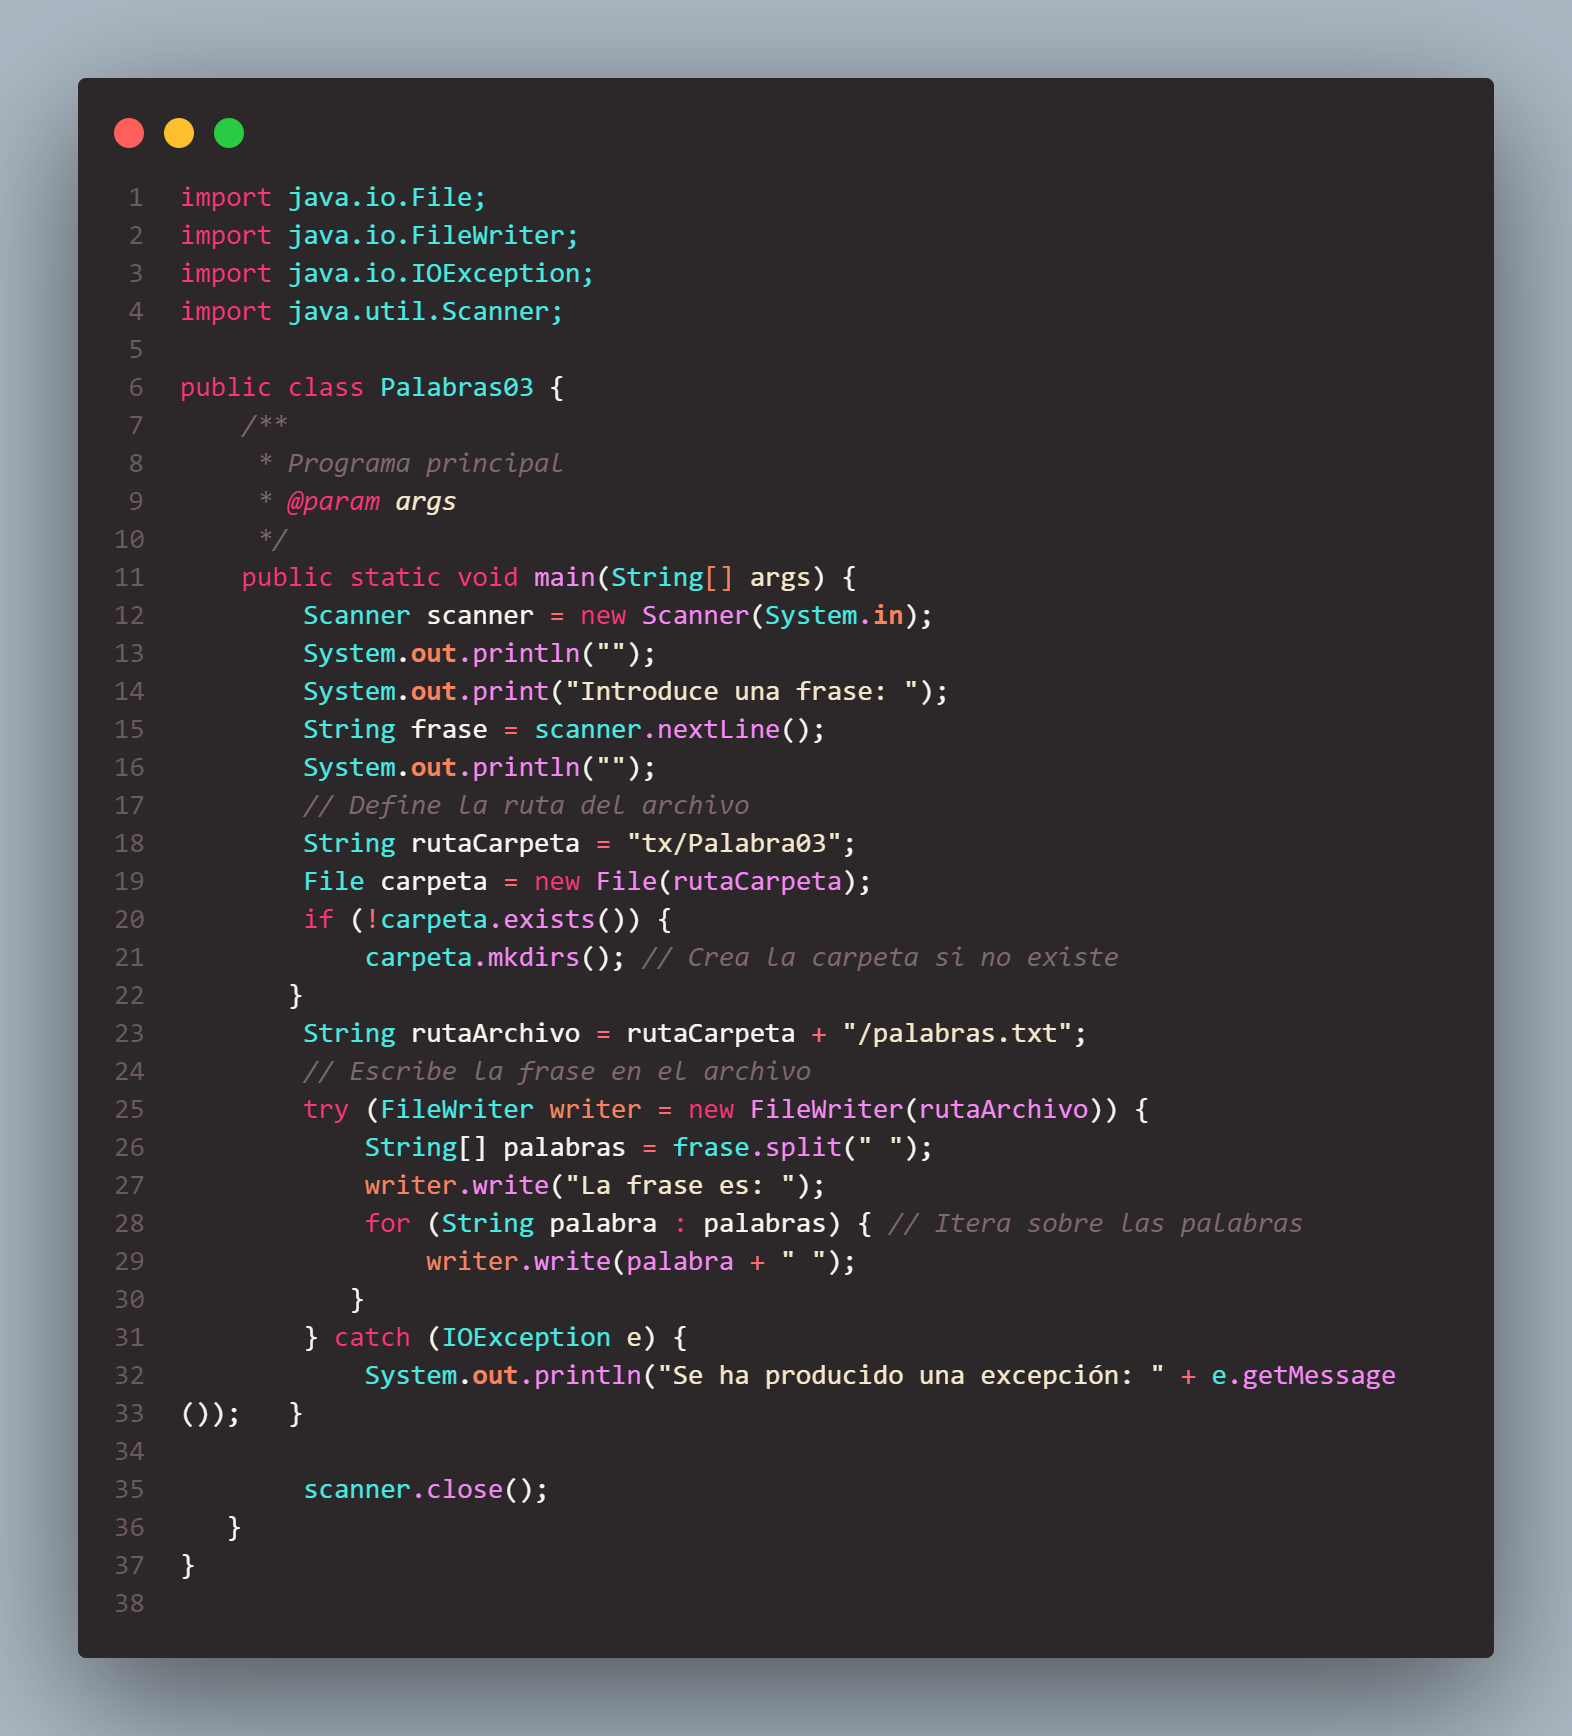 1 import java.io.File;
2 import java.io.FileWriter;
3 import java.io.IOException;
4 import java.util.Scanner;
5
6 public class Palabras03 {
7     /**
8      * Programa principal
9      * @param args
10      */
11     public static void main(String[] args) {
12         Scanner scanner = new Scanner(System.in);
13         System.out.println("");
14         System.out.print("Introduce una frase: ");
15         String frase = scanner.nextLine();
16         System.out.println("");
17         // Define la ruta del archivo
18         String rutaCarpeta = "tx/Palabra03";
19         File carpeta = new File(rutaCarpeta);
20         if (!carpeta.exists()) {
21             carpeta.mkdirs(); // Crea la carpeta si no existe
22        }
23         String rutaArchivo = rutaCarpeta + "/palabras.txt";
24         // Escribe la frase en el archivo
25         try (FileWriter writer = new FileWriter(rutaArchivo)) {
26             String[] palabras = frase.split(" ");
27             writer.write("La frase es: ");
28             for (String palabra : palabras) { // Itera sobre las palabras
29                 writer.write(palabra + " ");
30            }
31         } catch (IOException e) {
32             System.out.println("Se ha producido una excepción: " + e.getMessage
33 ());   }
34
35         scanner.close();
36    }
37 }
38